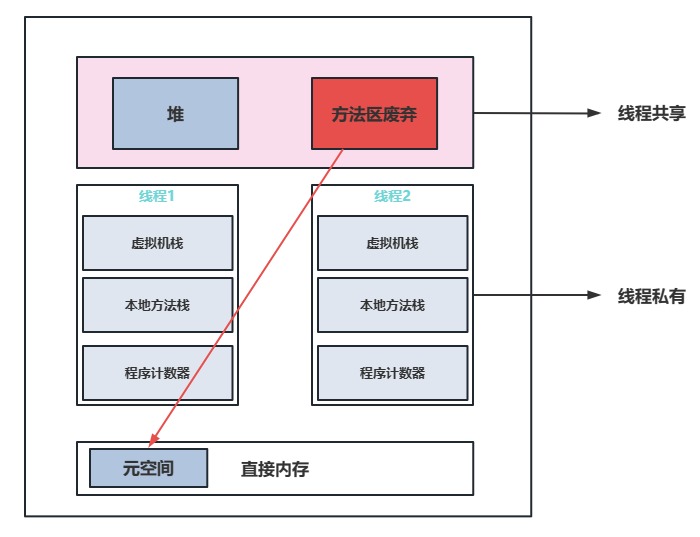 堆
方法区废弃
线程共享
线程1
虚拟机栈
本地方法栈
程序计数器
线程2
虚拟机栈
本地方法栈
程序计数器
线程私有
元空间
直接内存